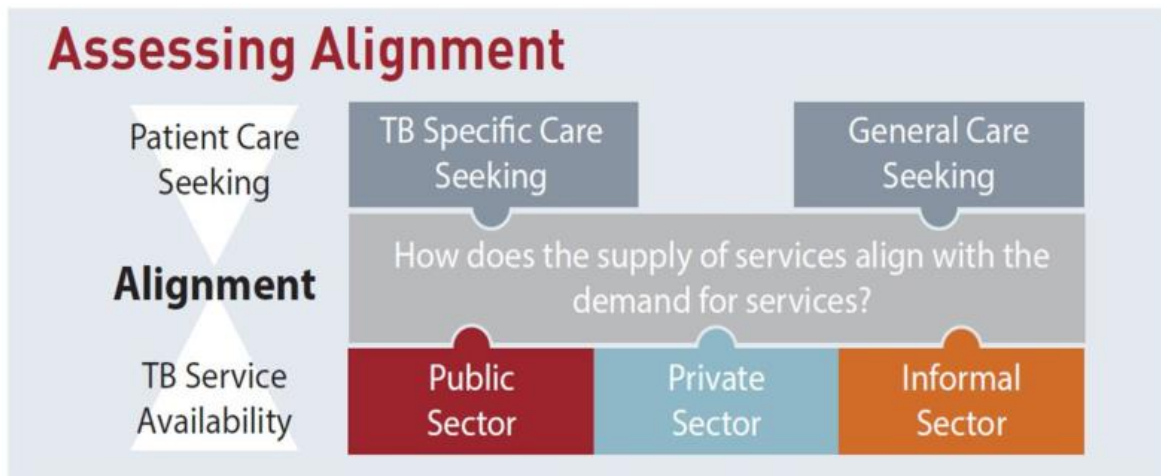 Assessing Alignment
Patient Care
Seeking
TB Specific Care
Seeking
General Care
Seeking
Alignment
How does the supply of services align with the
demand for services?
TB Service
Availability
Public
Sector
Private
Sector
Informal
Sector